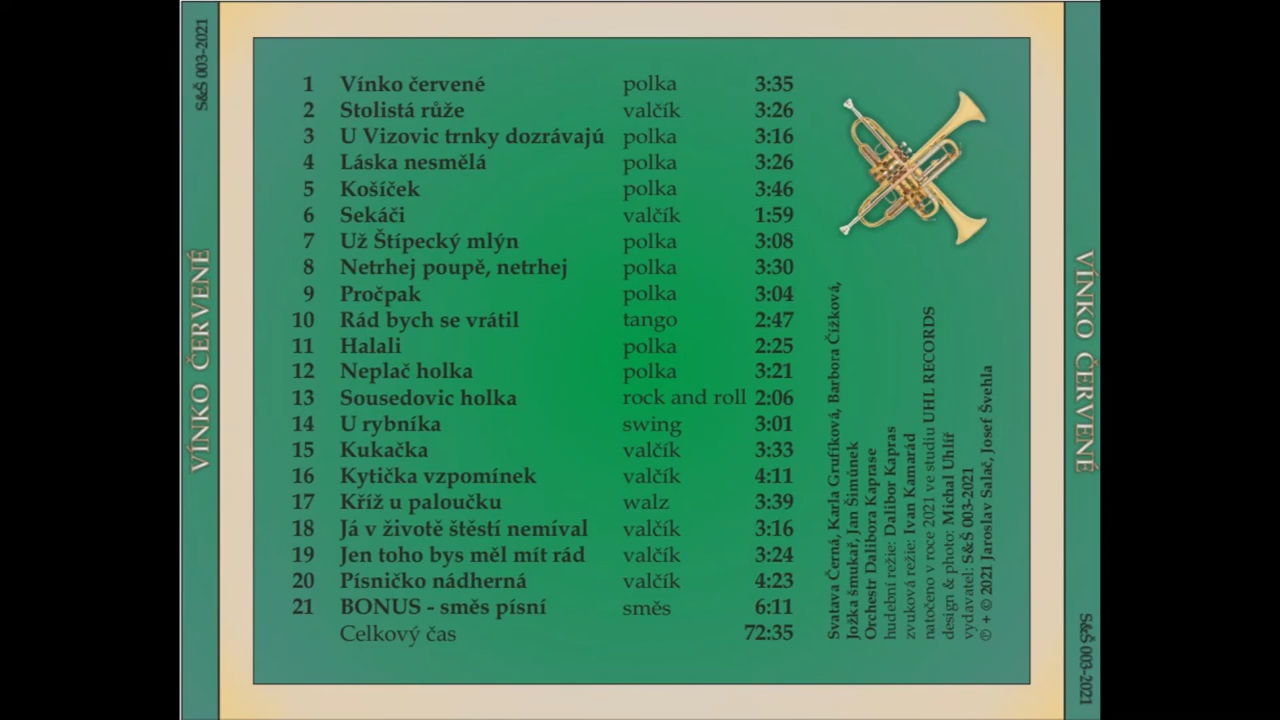 S&Š 003-2021
VÍNKO ČERVENÉ
1 Vínko červené polka 3:35
2 Stolistá růže valčík 3:26
3 U Vizovic trnky dozrávajú polka 3:16
4 Láska nesmělá polka 3:26
5 Košíček polka 3:46
6 Sekáči valčík 1:59
7 Už Štípecký mlýn polka 3:08
8 Netrhej poupě, netrhej polka 3:30
9 Pročpak polka 3:04
10 Rád bych se vrátil tango 2:47
11 Halali polka 2:25
12 Neplač holka polka 3:21
13 Sousedovic holka rock and roll 2:06
14 U rybníka swing 3:01
15 Kukačka valčík 3:33
16 Kytička vzpomínek valčík 4:11
17 Kříž u paloučku walz 3:39
18 Já v životě štěstí nemíval valčík 3:16
19 Jen toho bys měl mít rád valčík 3:24
20 Písničko nádherná valčík 4:23
21 BONUS - směs písní směs 6:11
Celkový čas 72:35
Svatava Černá, Karla Grufíková, Barbora Čížková,
Jožka šmukař, Jan Šimůnek
Orchestr Dalibora Kaprase
hudební režie: Dalibor Kapras
zvuková režie: Ivan Kamarád
natočeno v roce 2021 ve studiu UHL RECORDS
design & photo: Michal Uhlíř
vydavatel: S&Š 003-2021
℗ + © 2021 Jaroslav Salač, Josef Švehla
VÍNKO ČERVENÉ
S&Š 003-2021